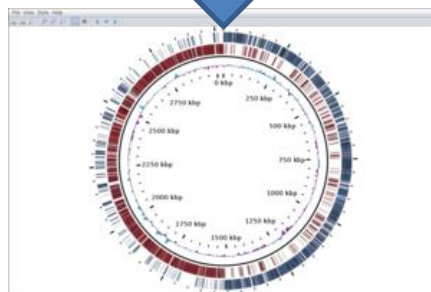 File View Style Help
0 kbp
250 kbp
500 kbp
750 kbp
1000 kbp
1250 kbp
1500 kbp
1750 kbp
2000 kbp
2250 kbp
2500 kbp
2750 kbp